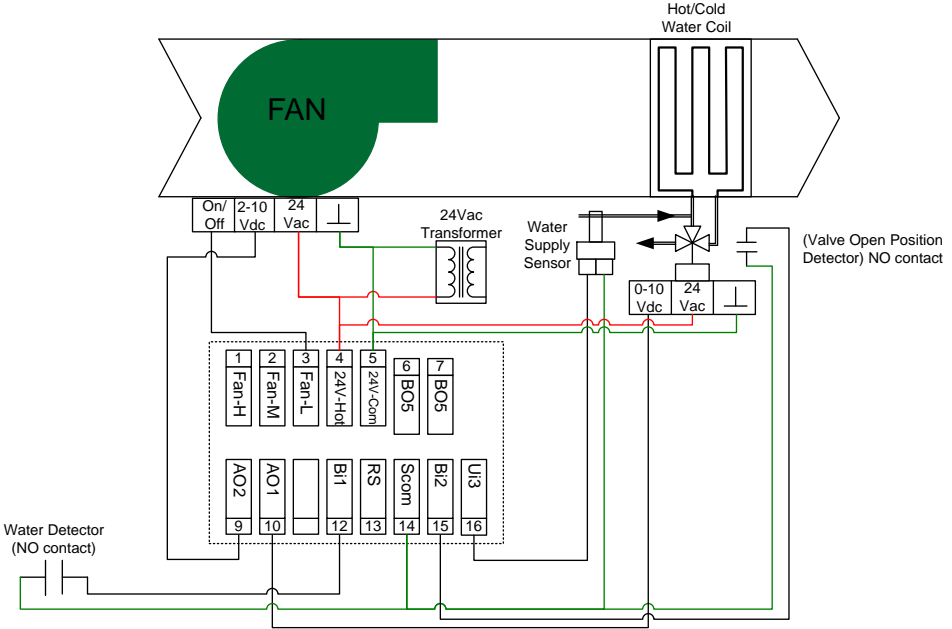 Hot/Cold
Water Coil
FAN
On/
Off
2-10
Vdc
24
Vac
24Vac
Transformer
Water
Supply
Sensor
(Valve Open Position
Detector) NO contact
0-10
Vdc
24
Vac
1
Fan-H
2
Fan-M
3
Fan-L
4
24V-Hot
5
24V-Com
6
BO5
7
BO5
AO2
9
AO1
10
Bi1
12
RS
13
Scom
14
Bi2
15
Ui3
16
Water Detector
(NO contact)